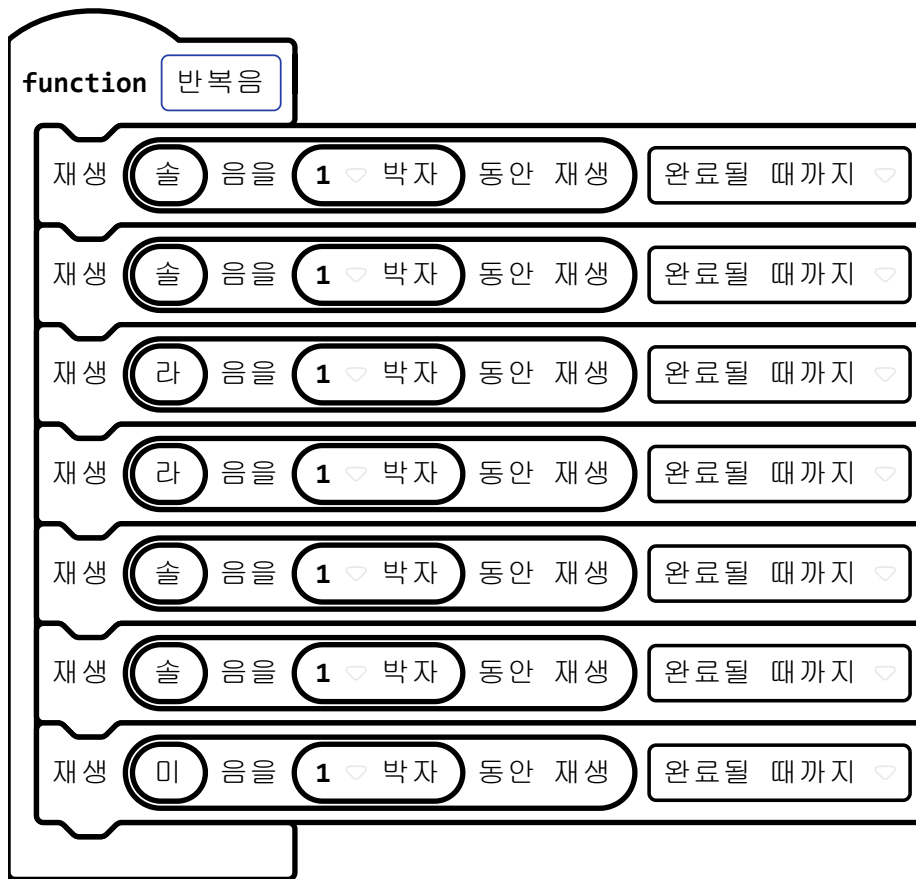 function 반복음
재생 솔 음을 1 박자 동안 재생 완료될 때까지
재생 솔 음을 1 박자 동안 재생 완료될 때까지
재생 라 음을 1 박자 동안 재생 완료될 때까지
재생 라 음을 1 박자 동안 재생 완료될 때까지
재생 솔 음을 1 박자 동안 재생 완료될 때까지
재생 솔 음을 1 박자 동안 재생 완료될 때까지
재생 미 음을 1 박자 동안 재생 완료될 때까지